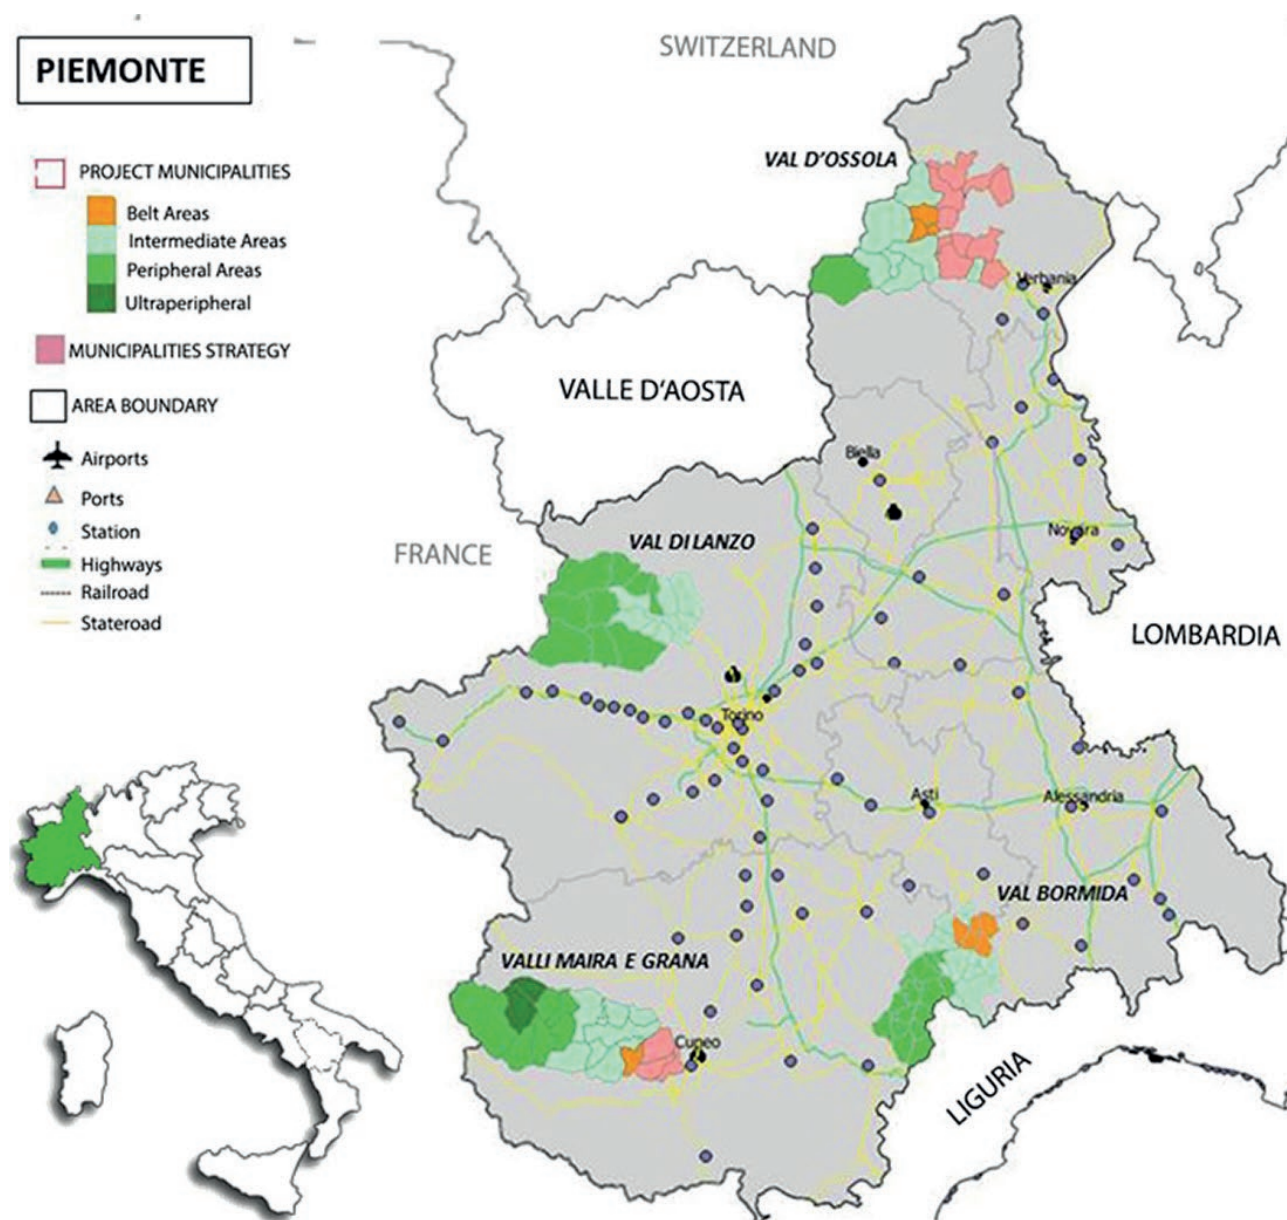 PIEMONTE
PROJECT MUNICIPALITIES
Belt Areas
Intermediate Areas
Peripheral Areas
Ultraperipheral
MUNICIPALITIES STRATEGY
AREA BOUNDARY
Airports
Ports
Station
Highways
Railroad
Stateroad
SWITZERLAND
VAL D'OSSOLA
Verbania
VALLE D'AOSTA
Biella
Novara
VAL DI LANZO
FRANCE
LOMBARDIA
Torino
Asti
Alessandria
VAL BORMIDA
VALLI MAIRA E GRANA
Cuneo
LIGURIA